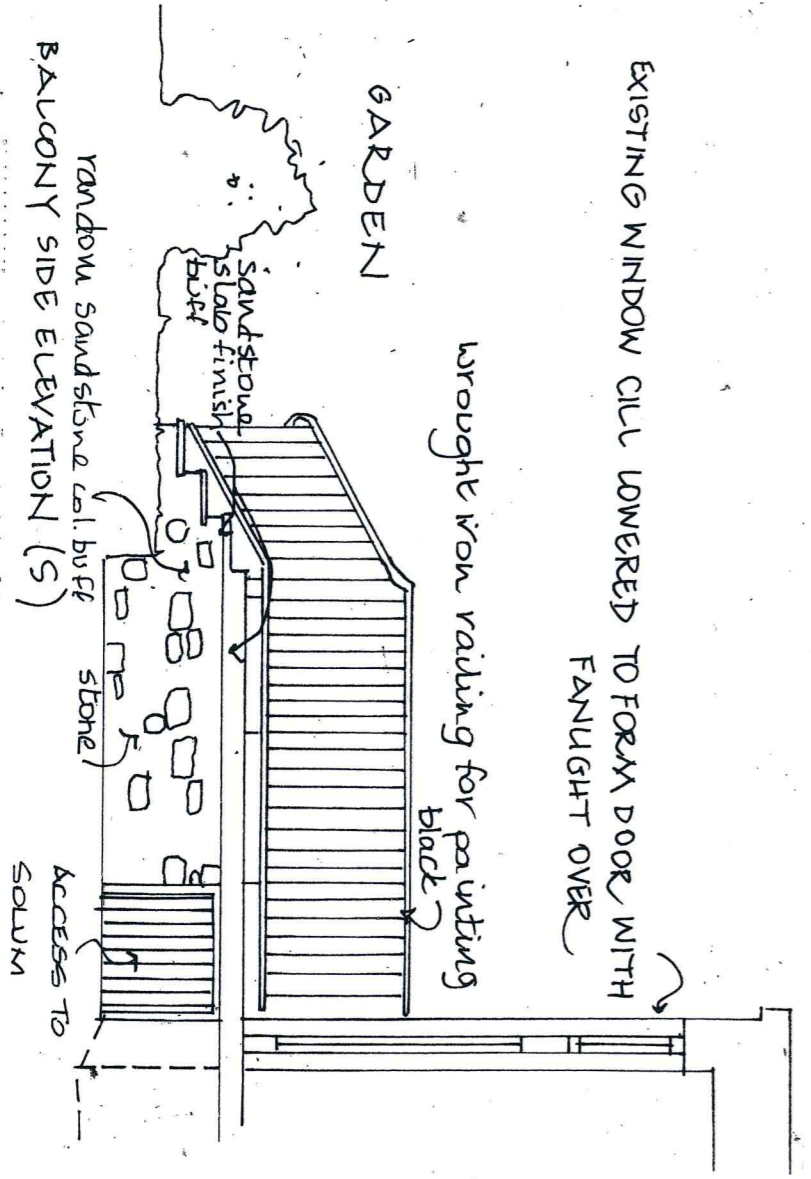 EXISTING WINDOW CILL LOWERED TO FORM DOOR WITH
FANLIGHT OVER
GARDEN
wrought iron railing for painting
black
sandstone
slab finish
buff
random sandstone col. buff
stone
ACCESS TO
SOLUM
BALCONY SIDE ELEVATION (S)